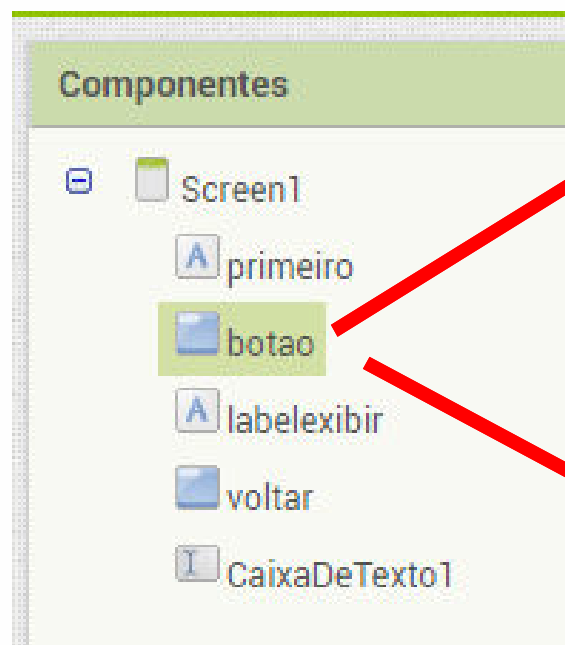 Componentes
Screen1
A primeiro
botao
A labelexibir
voltar
I CaixaDeTexto1